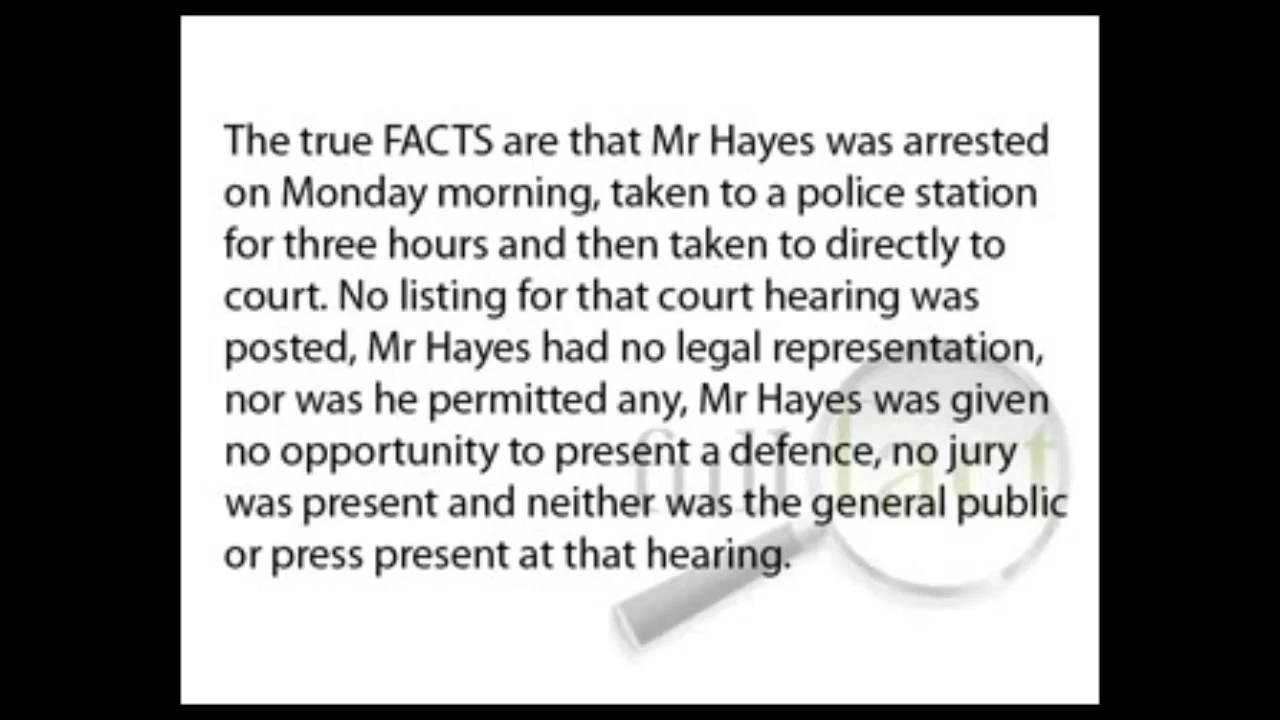 The true FACTS are that Mr Hayes was arrested
on Monday morning, taken to a police station
for three hours and then taken to directly to
court. No listing for that court hearing was
posted, Mr Hayes had no legal representation,
nor was he permitted any, Mr Hayes was given
no opportunity to present a defence, no jury
was present and neither was the general public
or press present at that hearing.
full fact